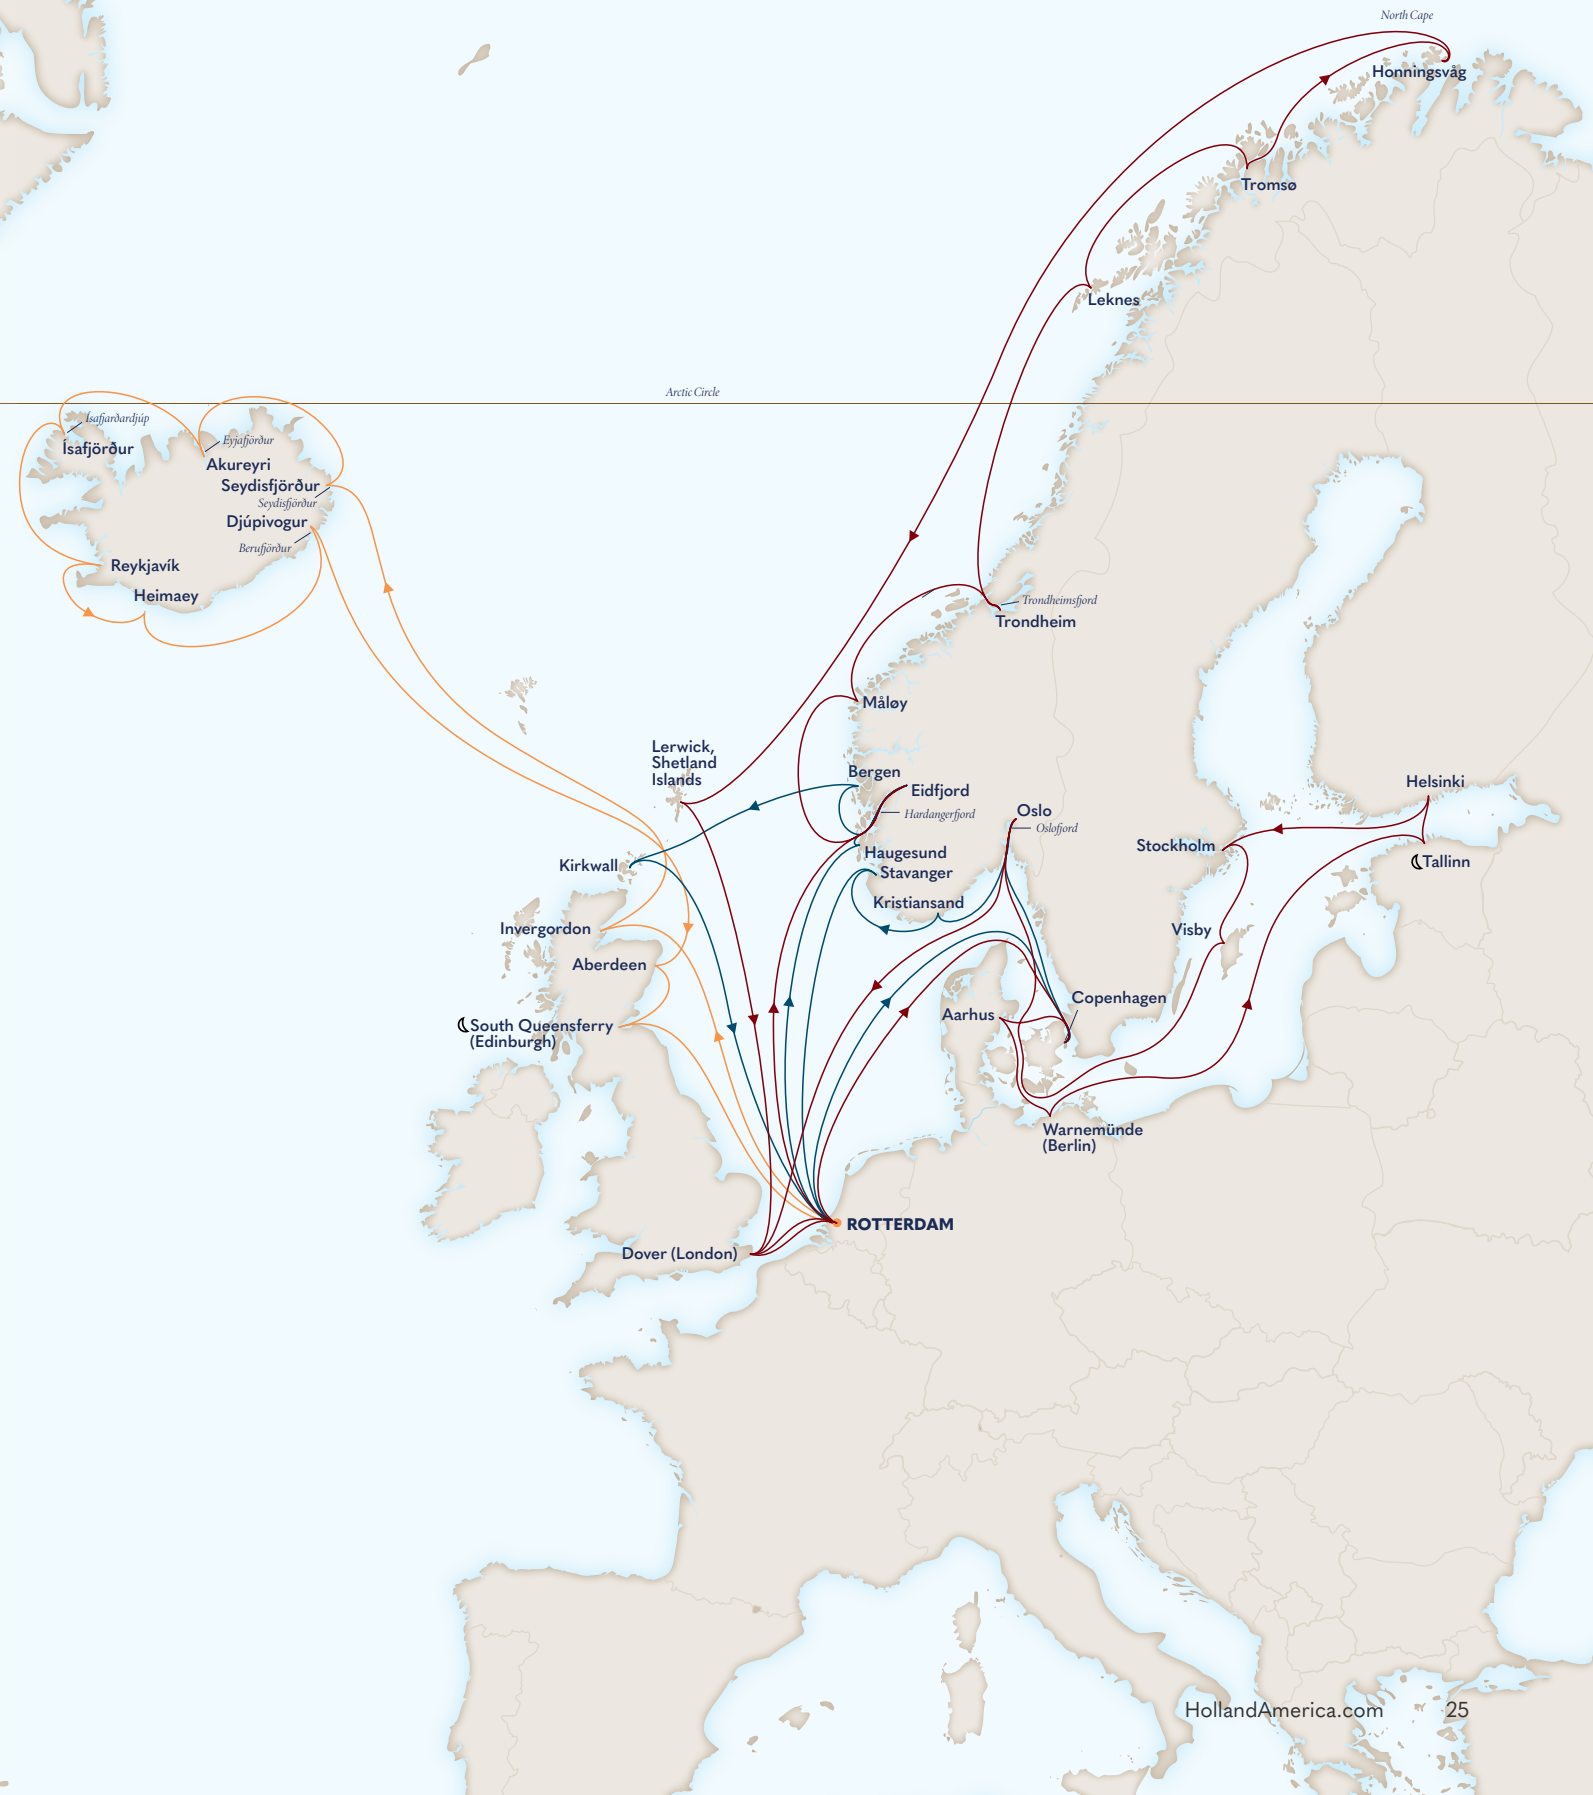 North Cape
Honningsvåg
Tromsø
Leknes
Arctic Circle
Ísafjarðardjúp
Ísafjörður
Eyjafjörður
Akureyri
Seydisfjörður
Seydisfjörður
Djúpivogur
Berufjörður
Reykjavík
Heimaey
Trondheimsfjord
Trondheim
Måløy
Lerwick,
Shetland
Islands
Bergen
Eidfjord
Hardangerfjord
Oslo
Oslofjord
Helsinki
Stockholm
Tallinn
Haugesund
Kirkwall
Stavanger
Kristiansand
Invergordon
Visby
Aberdeen
Copenhagen
Aarhus
South Queensferry
(Edinburgh)
Warnemünde
(Berlin)
ROTTERDAM
Dover (London)
HollandAmerica.com 25